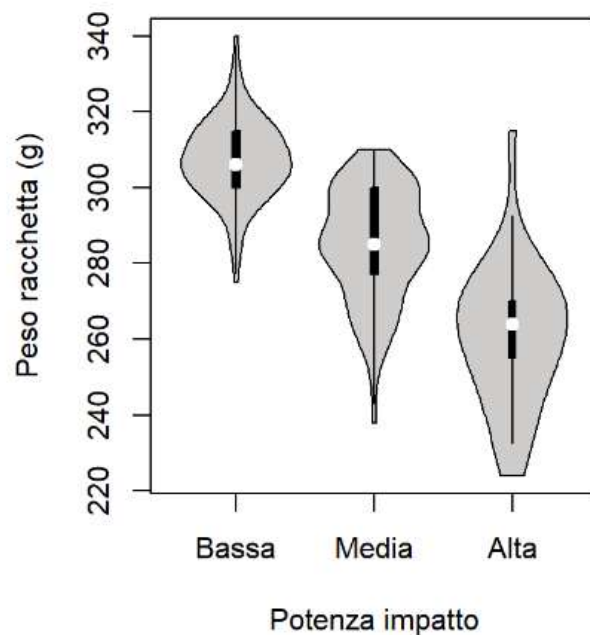 Peso racchetta (g)
340
320
300
280
260
240
220
Bassa Media Alta
Potenza impatto